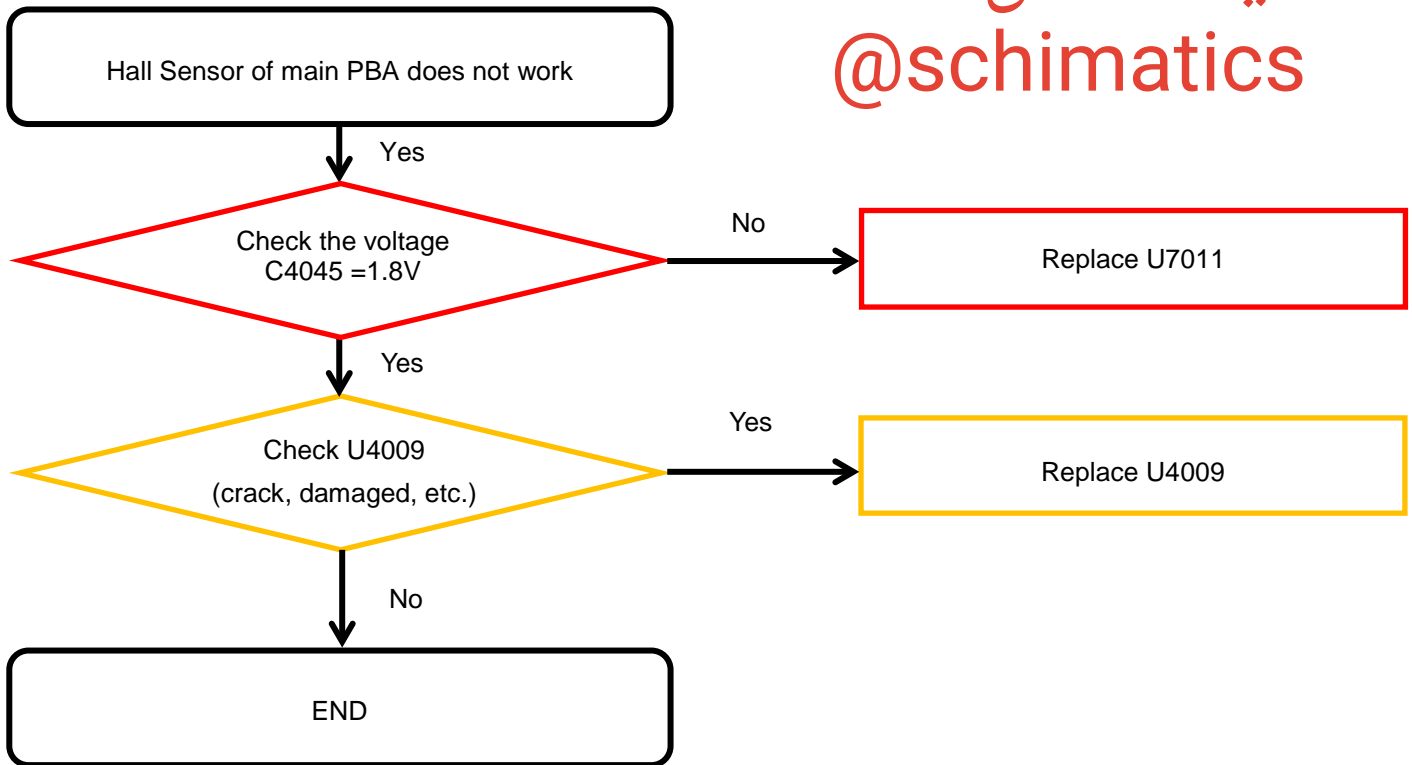 @schimatics
Hall Sensor of main PBA does not work
Yes
Check the voltage
C4045 =1.8V
No
Replace U7011
Yes
Check U4009
(crack, damaged, etc.)
Yes
Replace U4009
No
END